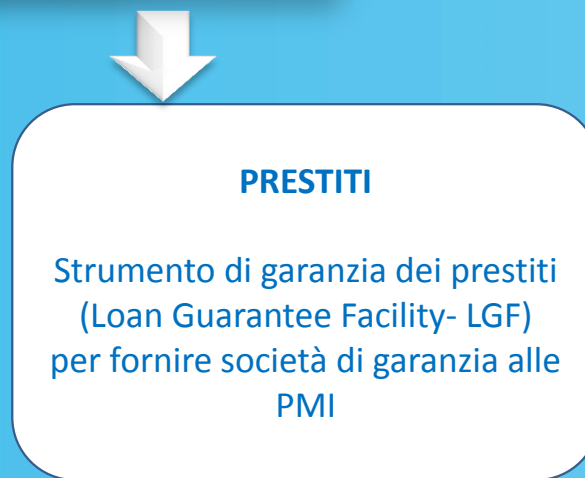 PRESTITI
Strumento di garanzia dei prestiti
(Loan Guarantee Facility- LGF)
per fornire società di garanzia alle
PMI